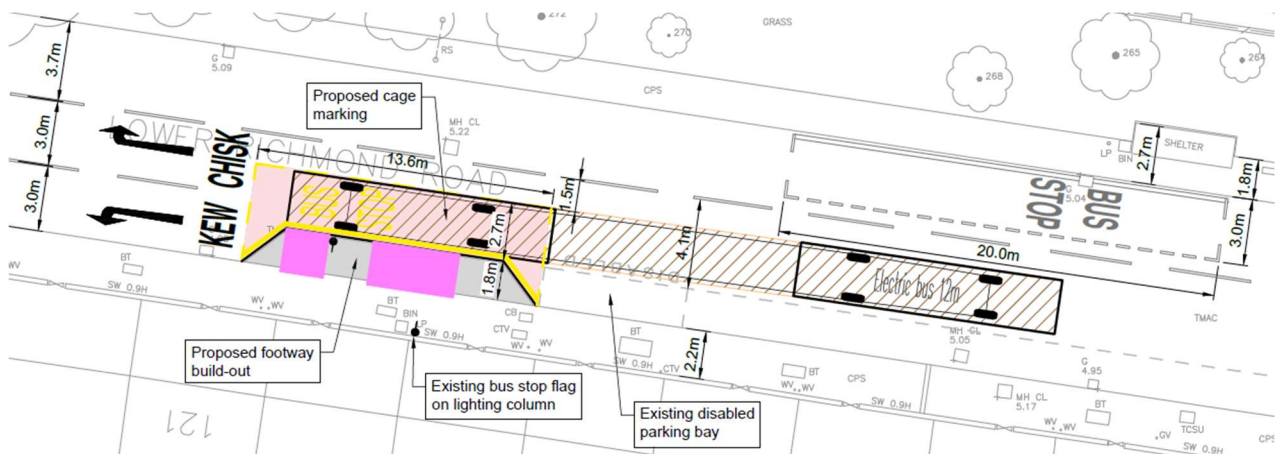 272
270
268
265
264
GRASS
RS
G
5.09
CPS
3.7m
3.0m
3.0m
Proposed cage
marking
MH CL
5.22
LOWER RICHMOND ROAD
13.6m
KEW CHISK
1.5m
2.7m
4.1m
1.8m
LP
BIN
SHELTER
2.7m
1.8m
3.0m
G
5.04
BUS
STOP
20.0m
Electric bus 12m
DISABLED
TMAC
WV
BT
SW 0.9H
WV WV
SW 0.9H
BT
BIN
LP
SW 0.9H
CB
CTV
WV WV
BT
SW 0.9H
CTV
2.2m
BT
WV WV
SW 0.9H
CPS
MH CL
5.05
G
4.95
MH CL
5.17
WV WV
BT
GV
TCSU
SW 0.9H
CPS
Proposed footway
build-out
Existing bus stop flag
on lighting column
Existing disabled
parking bay
121